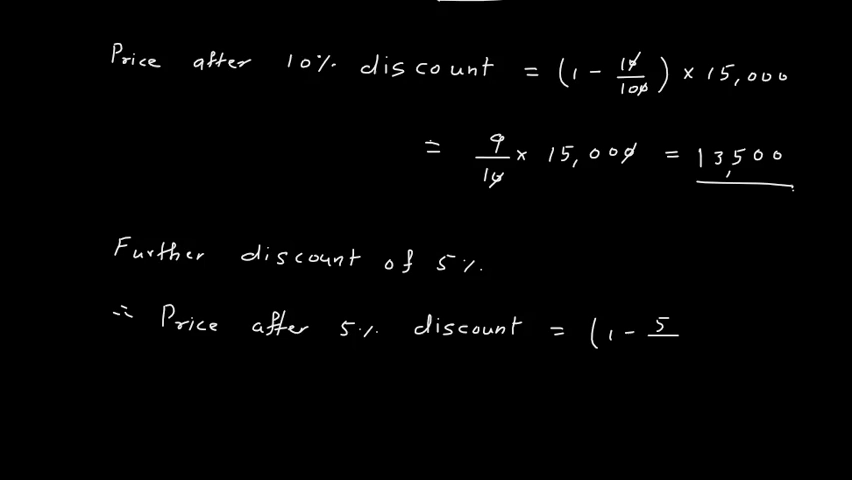 Price after 10% discount = (1 - 10/100) × 15,000
= 9/10 × 15,000 = 13,500
Further discount of 5%.
∴ Price after 5% discount = (1 - 5/